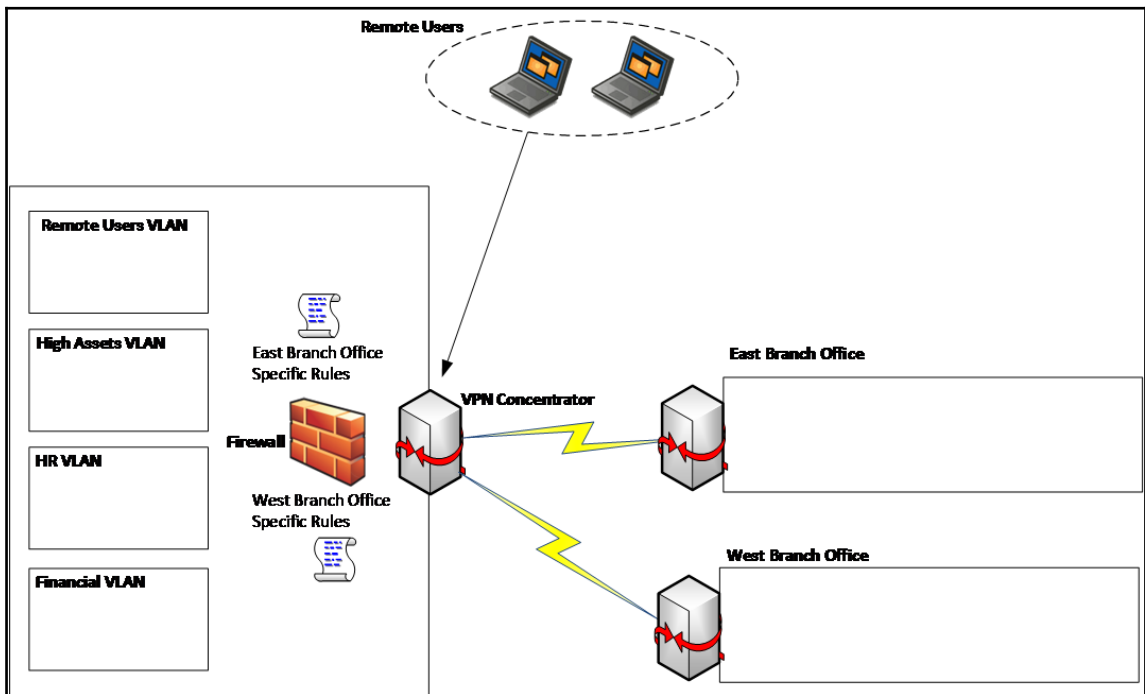 Remote Users
Remote Users VLAN
High Assets VLAN
East Branch Office
Specific Rules
East Branch Office
VPN Concentrator
Firewall
HR VLAN
West Branch Office
Specific Rules
West Branch Office
Financial VLAN